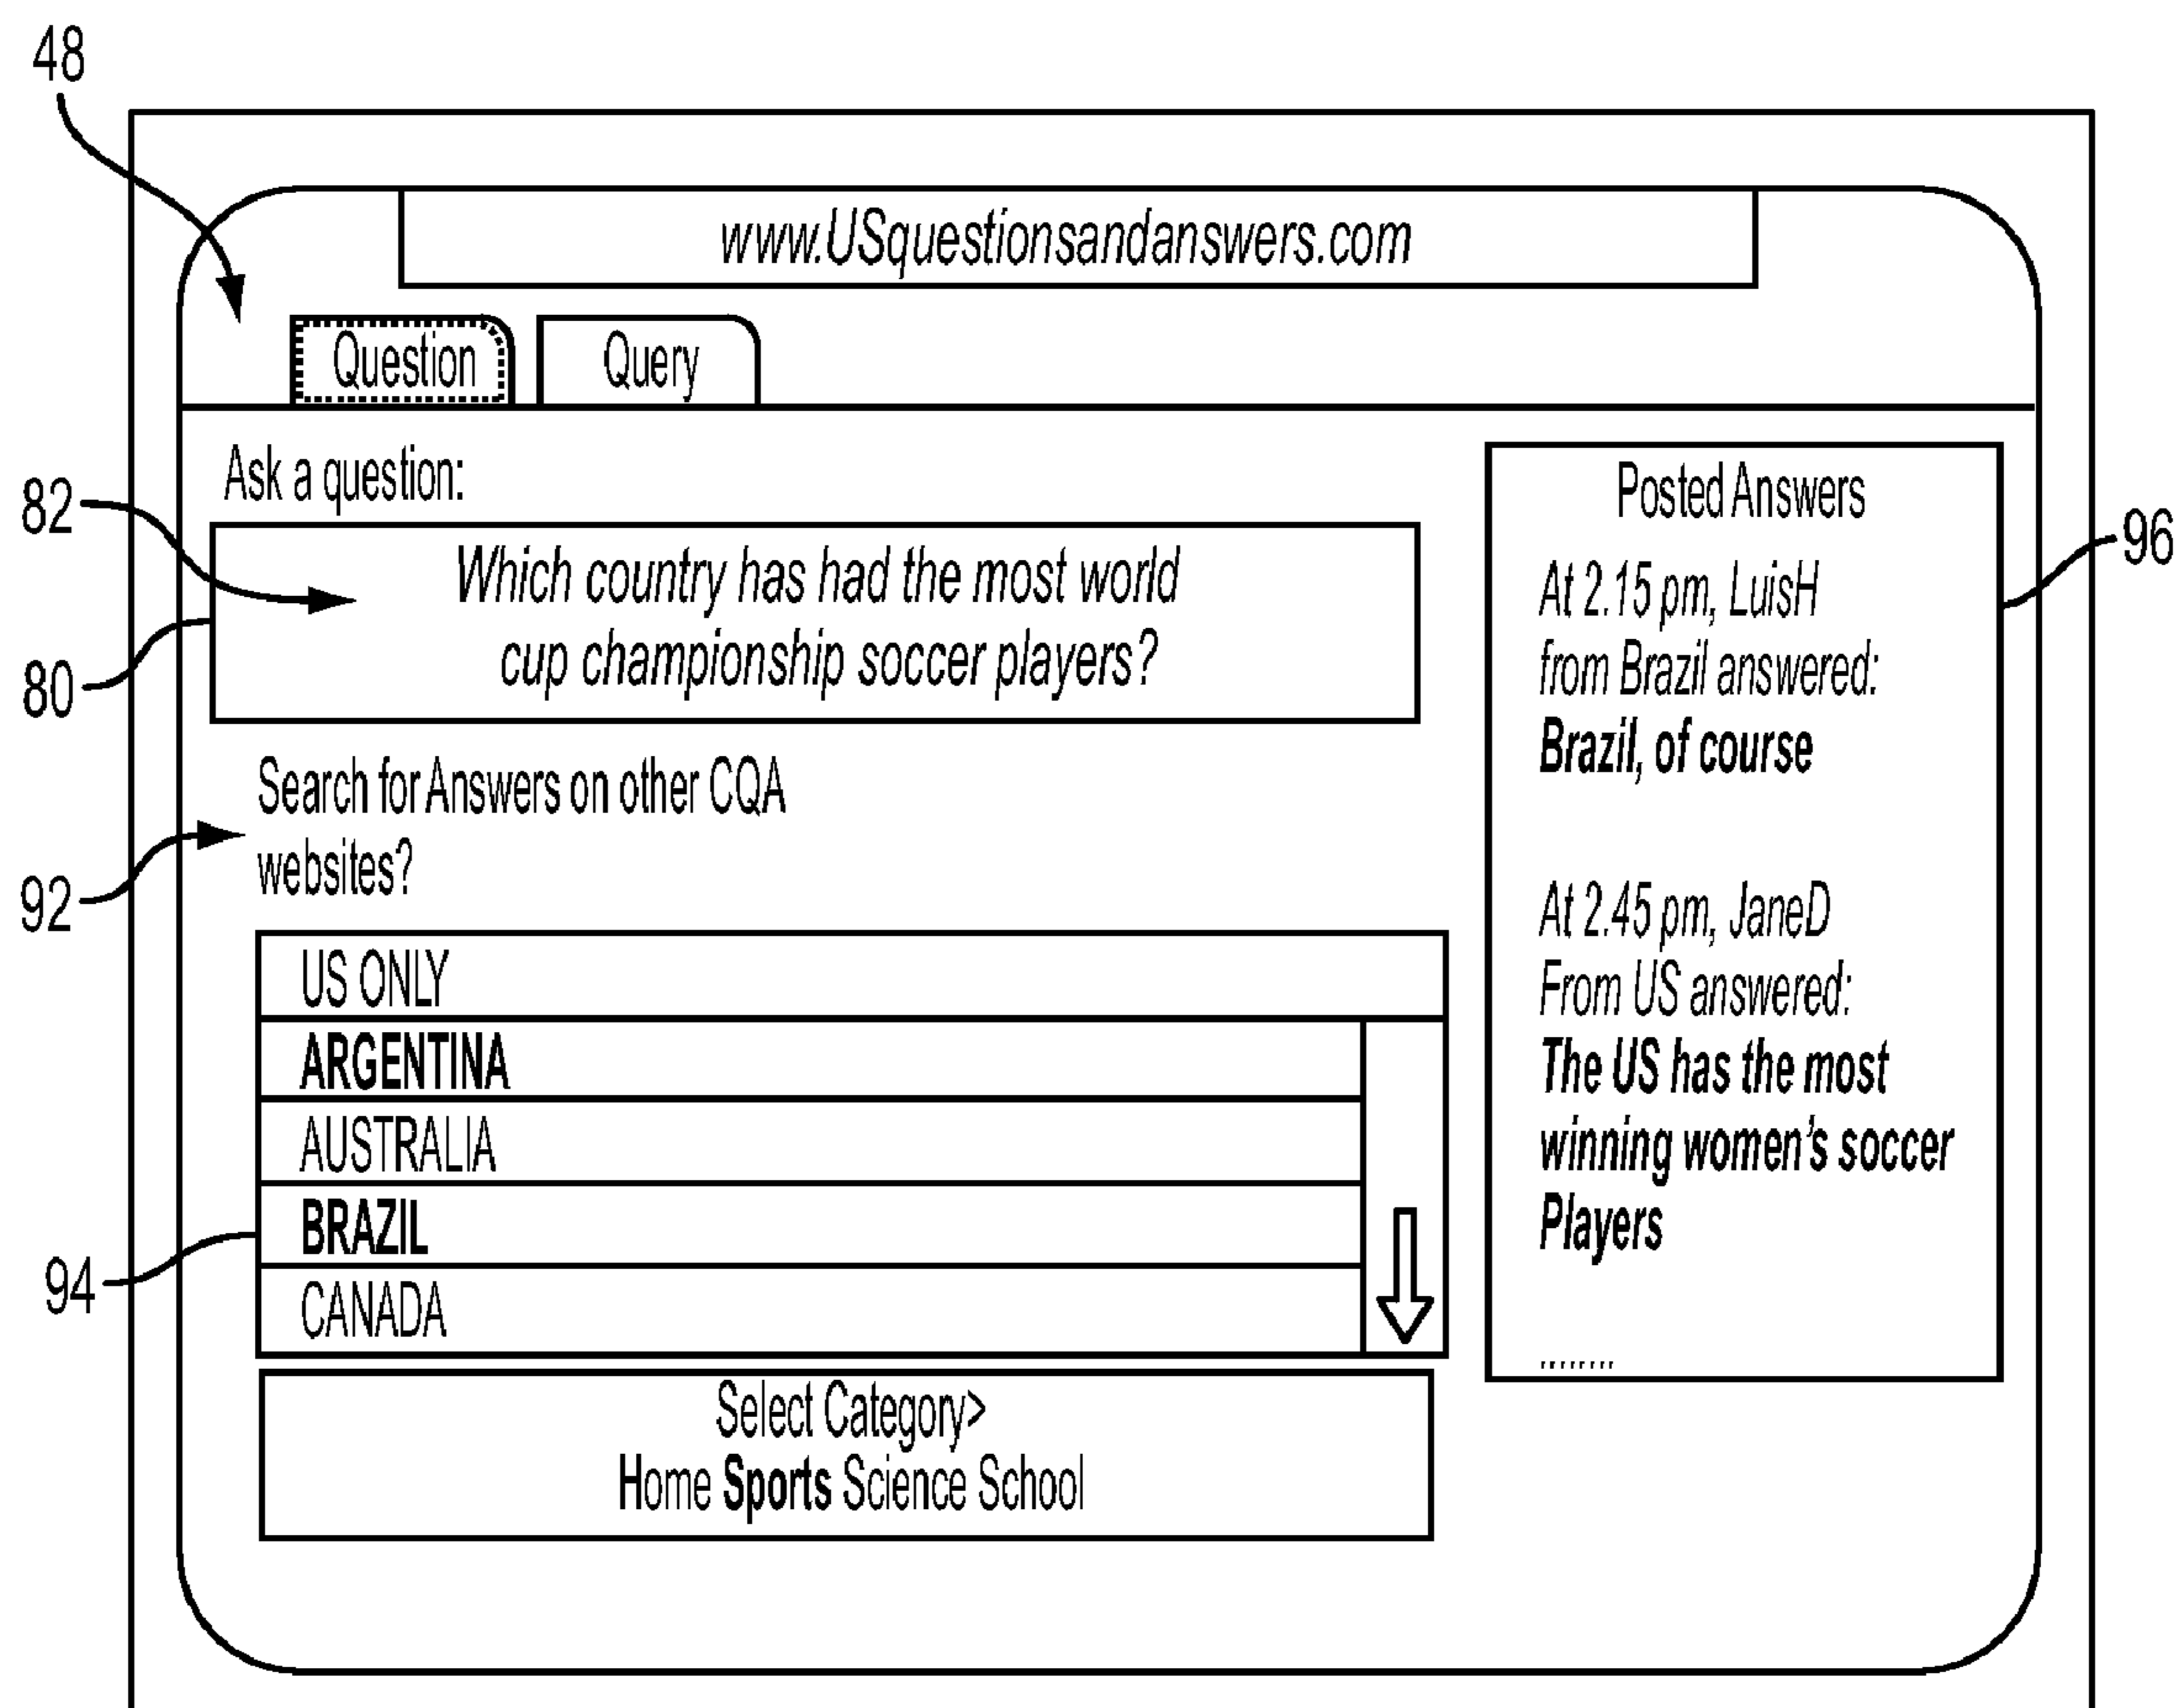 48
www.USquestionsandanswers.com
Question
Query
Ask a question:
82
Which country has had the most world
cup championship soccer players?
80
Search for Answers on other CQA
websites?
92
US ONLY
ARGENTINA
AUSTRALIA
BRAZIL
94
CANADA
Select Category>
Home Sports Science School
Posted Answers
96
At 2.15 pm, LuisH
from Brazil answered:
Brazil, of course
At 2.45 pm, JaneD
From US answered:
The US has the most
winning women's soccer
Players
........